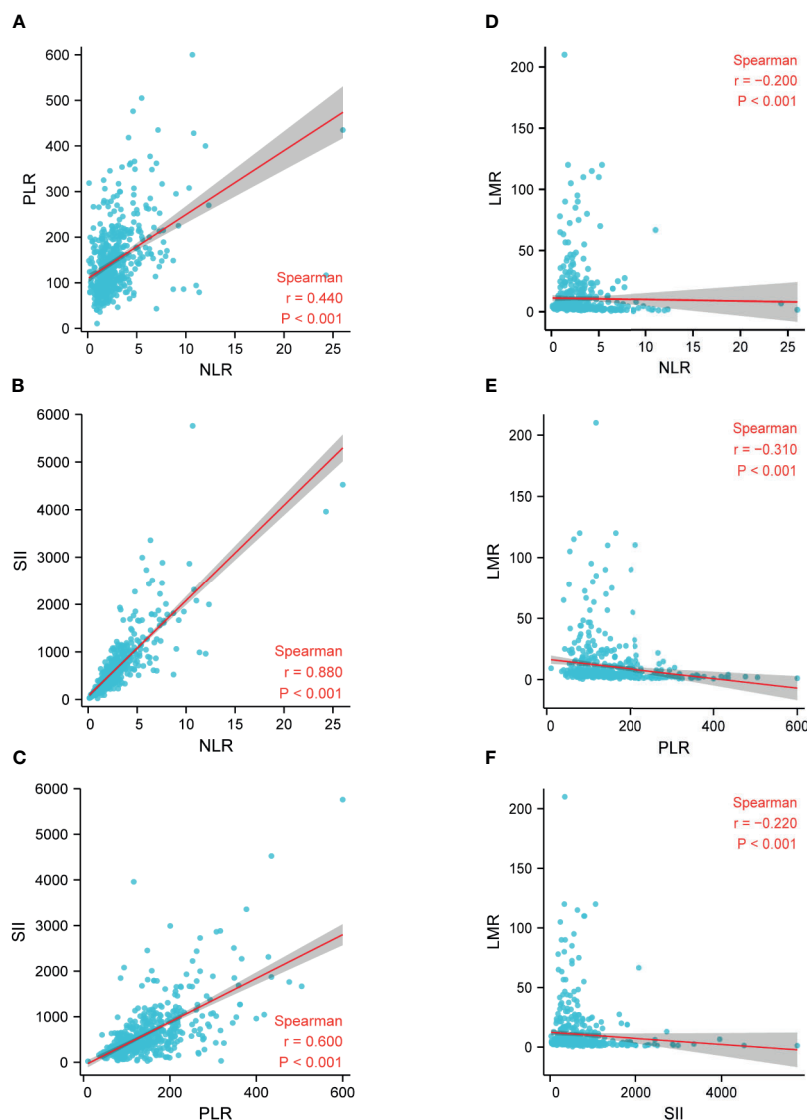 A
600
500
400
300
200
100
0
PLR
Spearman
r = 0.440
P < 0.001
0 5 10 15 20 25
NLR
B
6000
5000
4000
3000
2000
1000
0
SII
Spearman
r = 0.880
P < 0.001
0 5 10 15 20 25
NLR
C
6000
5000
4000
3000
2000
1000
0
SII
Spearman
r = 0.600
P < 0.001
0 200 400 600
PLR
D
200
150
100
50
0
LMR
Spearman
r = −0.200
P < 0.001
0 5 10 15 20 25
NLR
E
200
150
100
50
0
LMR
Spearman
r = −0.310
P < 0.001
0 200 400 600
PLR
F
200
150
100
50
0
LMR
Spearman
r = −0.220
P < 0.001
0 2000 4000
SII